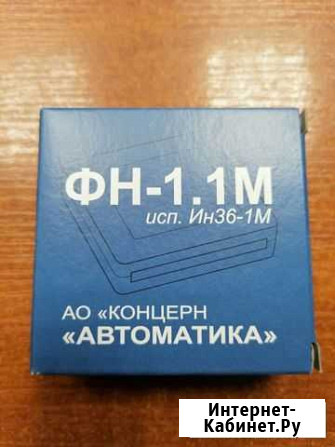 ФН-1.1М
исп. Ин36-1М
АО «КОНЦЕРН
«АВТОМАТИКА»
Интернет-
Кабинет.Ру